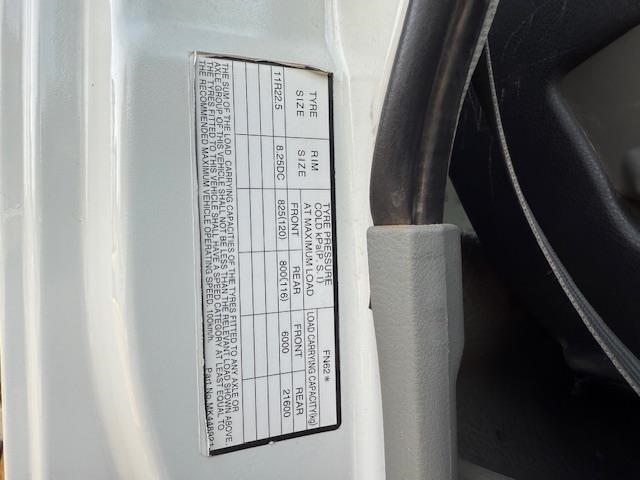 TYRE SIZE
RIM SIZE
TYRE PRESSURE
COLD kPa(P. S. I)
AT MAXIMUM LOAD
FRONT REAR
FN62*
LOAD CARRYING CAPACITY(kg)
FRONT REAR
11R22.5 8.25DC 825(120) 800(116) 6000 21600
THE SUM OF THE LOAD CARRYING CAPACITIES OF THE TYRES FITTED TO ANY AXLE OR
AXLE GROUP OF THIS VEHICLE SHALL NOT BE LESS THAN THE RELEVANT LOAD SHOWN ABOVE.
THE TYRES FITTED TO THIS VEHICLE SHALL HAVE A SPEED CATEGORY AT LEAST EQUAL TO
THE RECOMMENDED MAXIMUM VEHICLE OPERATING SPEED, 100km/h.
Part No.